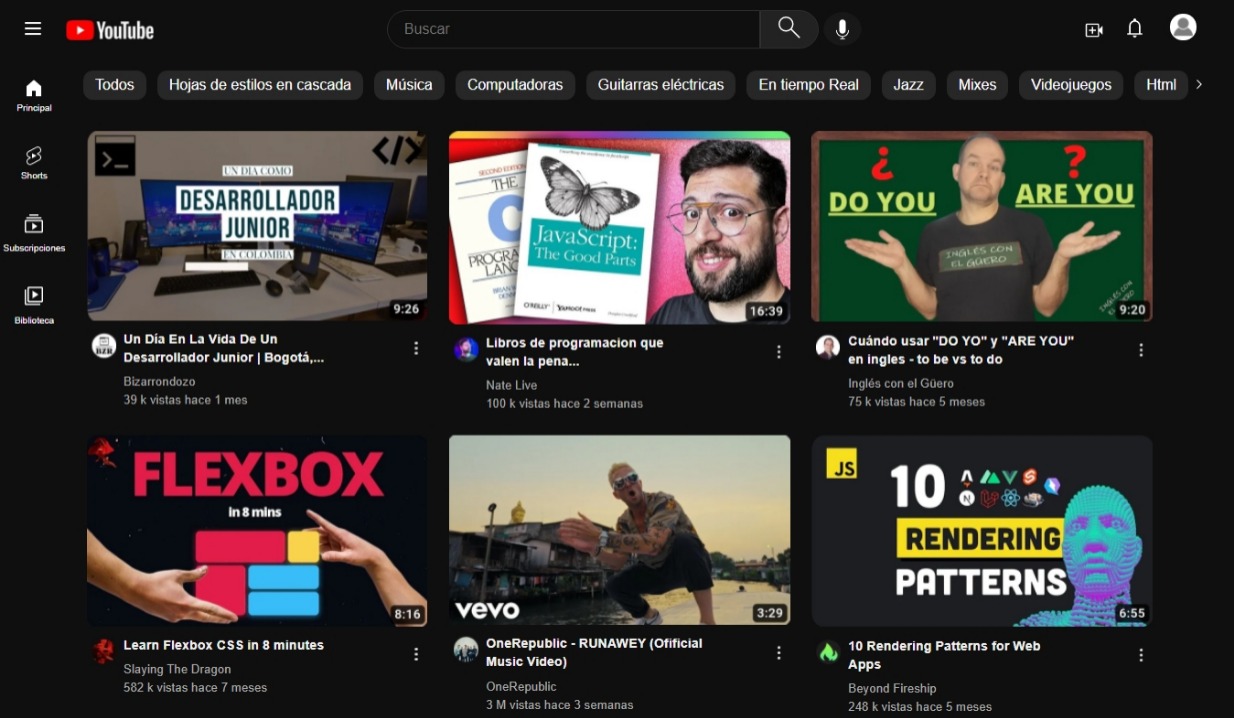 YouTube
Buscar
Principal
Shorts
Subscripciones
Biblioteca
Todos
Hojas de estilos en cascada
Música
Computadoras
Guitarras eléctricas
En tiempo Real
Jazz
Mixes
Videojuegos
Html
>_
</>
UN DIA COMO
DESARROLLADOR
JUNIOR
EN COLOMBIA
9:26
Un Día En La Vida De Un
Desarrollador Junior | Bogotá,...
Bizarrondozo
39 k vistas hace 1 mes
SECOND EDITION
THE
C
PROGRA
LANG
JavaScript:
The Good Parts
O'REILLY
YAHOO! PRESS
16:39
Libros de programacion que
valen la pena...
Nate Live
100 k vistas hace 2 semanas
¿ ?
DO YOU
ARE YOU
INGLÉS CON
EL GÜERO
INGLÉS CON
EL GÜERO
9:20
Cuándo usar "DO YO" y "ARE YOU"
en ingles - to be vs to do
Inglés con el Güero
75 k vistas hace 5 meses
FLEXBOX
in 8 mins
8:16
Learn Flexbox CSS in 8 minutes
Slaying The Dragon
582 k vistas hace 7 meses
vevo
3:29
OneRepublic - RUNAWEY (Ofificial
Music Video)
OneRepublic
3 M vistas hace 3 semanas
JS
10
N
RENDERING
PATTERNS
6:55
10 Rendering Patterns for Web
Apps
Beyond Fireship
248 k vistas hace 5 meses